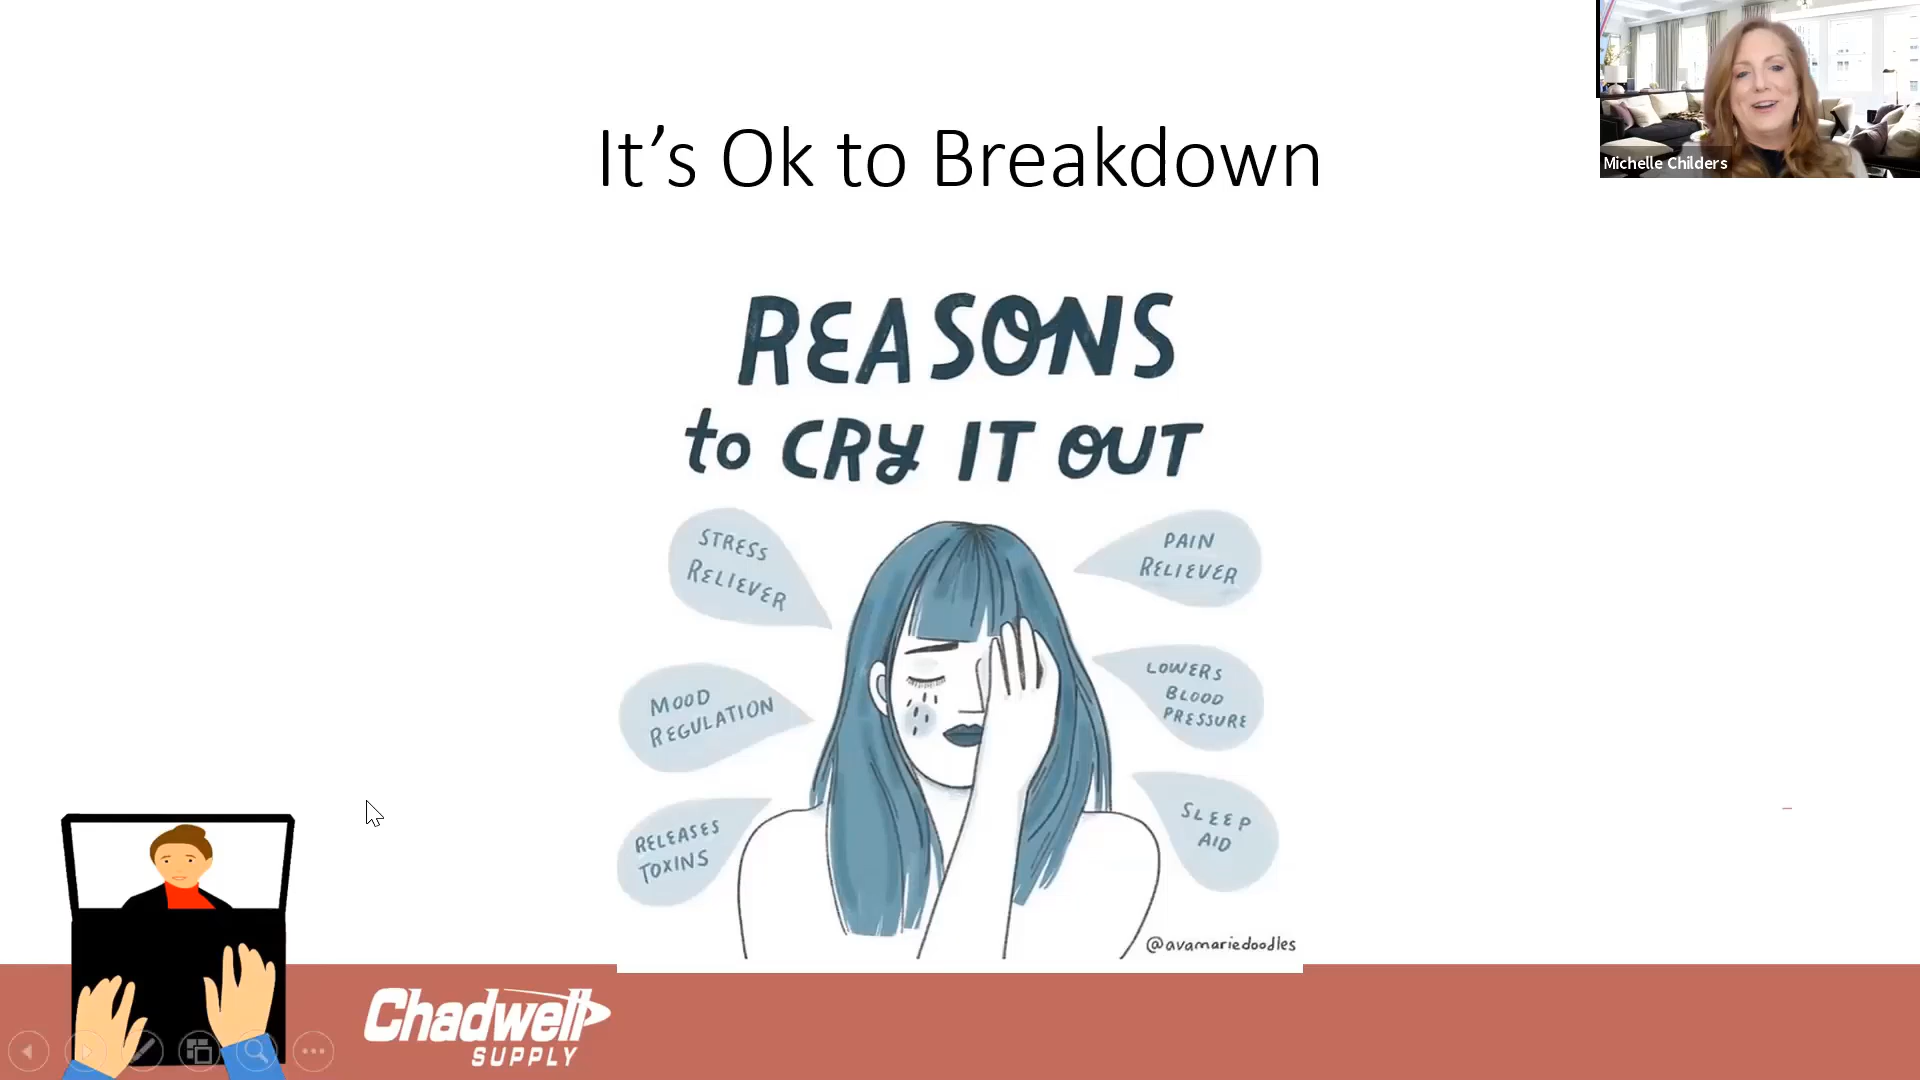 It’s Ok to Breakdown
Michelle Childers
REASONS
to CRY IT OUT
STRESS
RELIEVER
PAIN
RELIEVER
MOOD
REGULATION
LOWERS
BLOOD
PRESSURE
RELEASES
TOXINS
SLEEP
AID
@avamariedoodles
Chadwell
SUPPLY